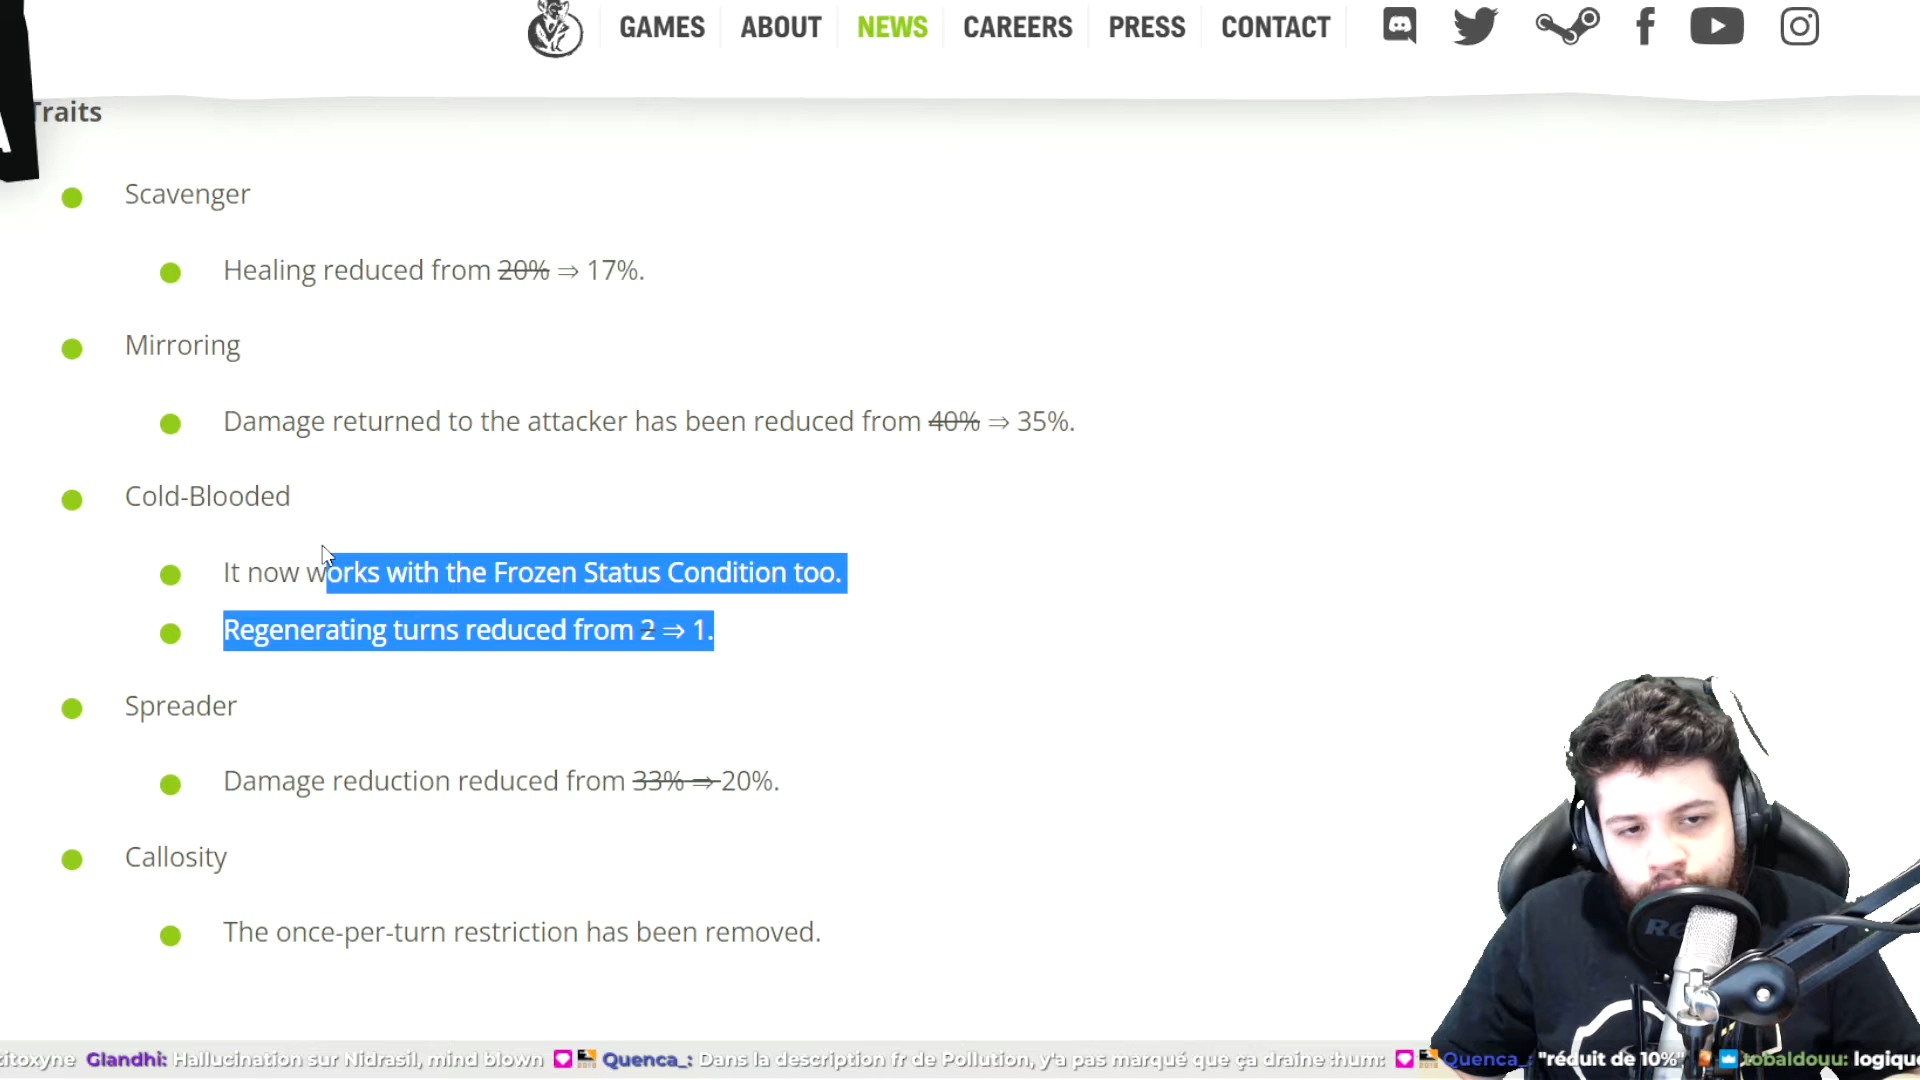 GAMES ABOUT NEWS CAREERS PRESS CONTACT
Traits
Scavenger
Healing reduced from 20% ⇒ 17%.
Mirroring
Damage returned to the attacker has been reduced from 40% ⇒ 35%.
Cold-Blooded
It now works with the Frozen Status Condition too.
Regenerating turns reduced from 2 ⇒ 1.
Spreader
Damage reduction reduced from 33% ⇒ 20%.
Callosity
The once-per-turn restriction has been removed.
Glandhi: Hallucination sur Nidrasil, mind blown Quenca_: Dans la description fr de Pollution, y'a pas marqué que ça draine :hum: Quenca_: "réduit de 10%" tobaldouu: